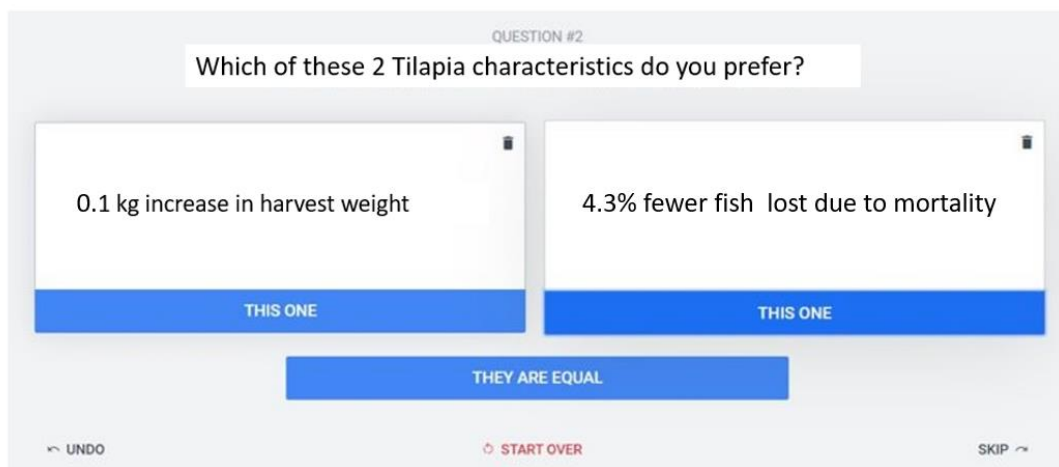 QUESTION #2
Which of these 2 Tilapia characteristics do you prefer?
0.1 kg increase in harvest weight
4.3% fewer fish lost due to mortality
THIS ONE
THIS ONE
THEY ARE EQUAL
UNDO
START OVER
SKIP